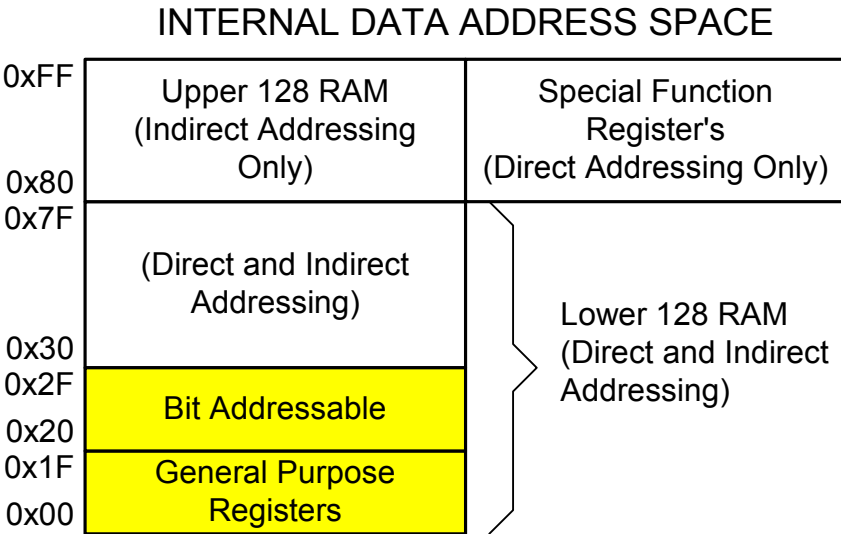 INTERNAL DATA ADDRESS SPACE
0xFF
Upper 128 RAM
(Indirect Addressing
Only)
0x80
Special Function
Register's
(Direct Addressing Only)
0x7F
(Direct and Indirect
Addressing)
0x30
Lower 128 RAM
(Direct and Indirect
Addressing)
0x2F
Bit Addressable
0x20
0x1F
General Purpose
Registers
0x00